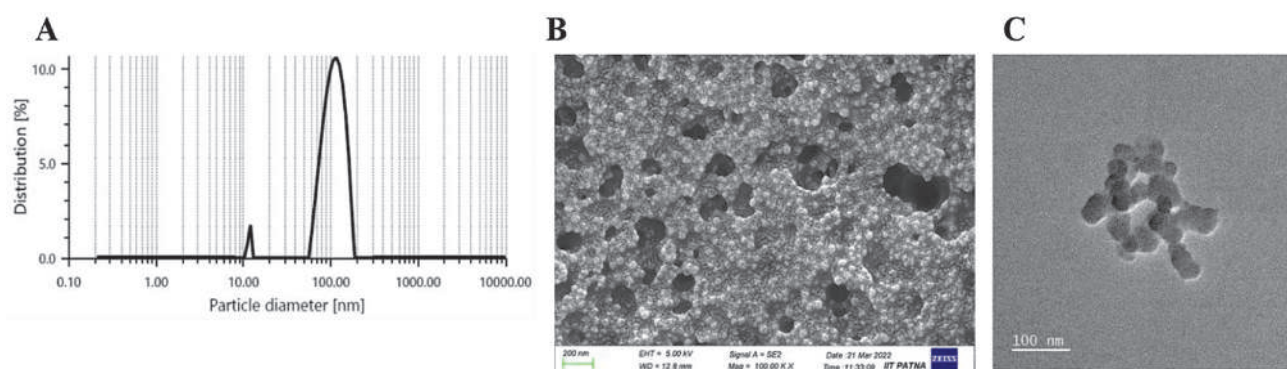 A
B
C
Distribution [%]
10.0
5.0
0.0
0.10
1.00
10.00
100.00
1000.00
10000.00
Particle diameter [nm]
200 nm
EHT = 5.00 kV
Signal A = SE2
Date :21 Mar 2022
ZEISS
WD = 12.8 mm
Mag = 100.00 K X
Time :11:33:09
IIT PATNA
100 nm